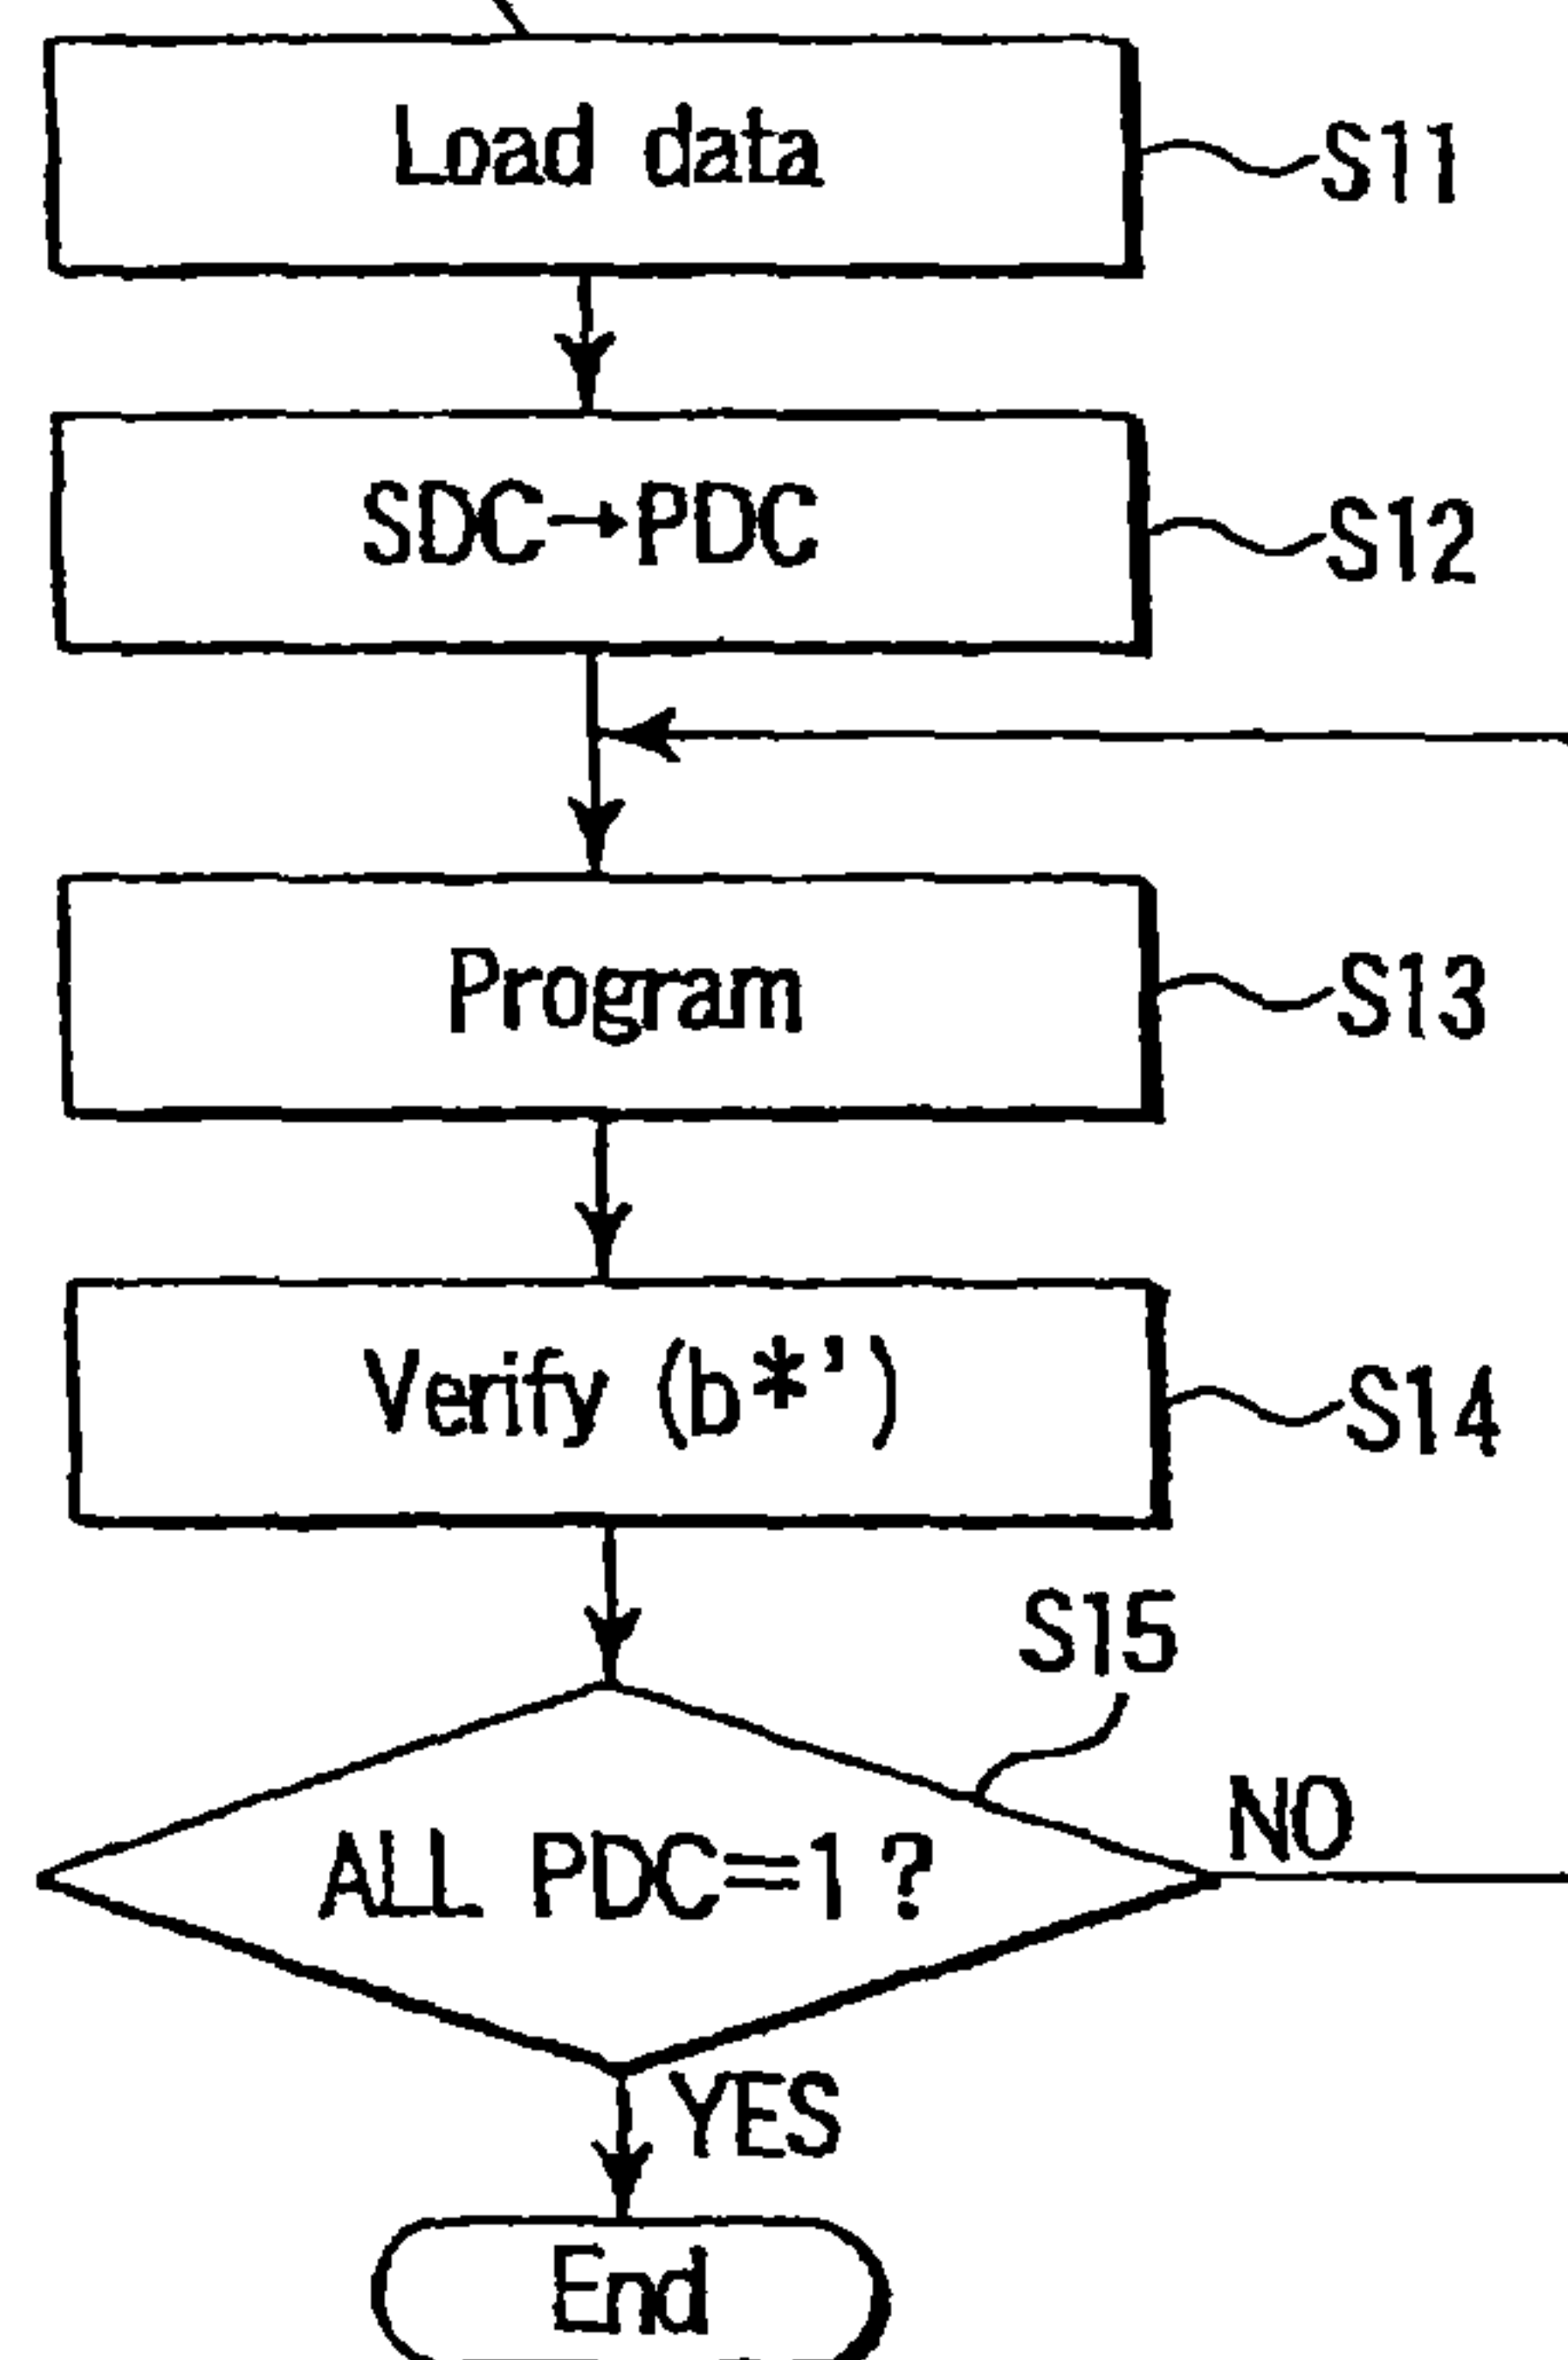 Load data
S11
SDC→PDC
S12
Program
S13
Verify (b*')
S14
S15
ALL PDC=1?
NO
YES
End